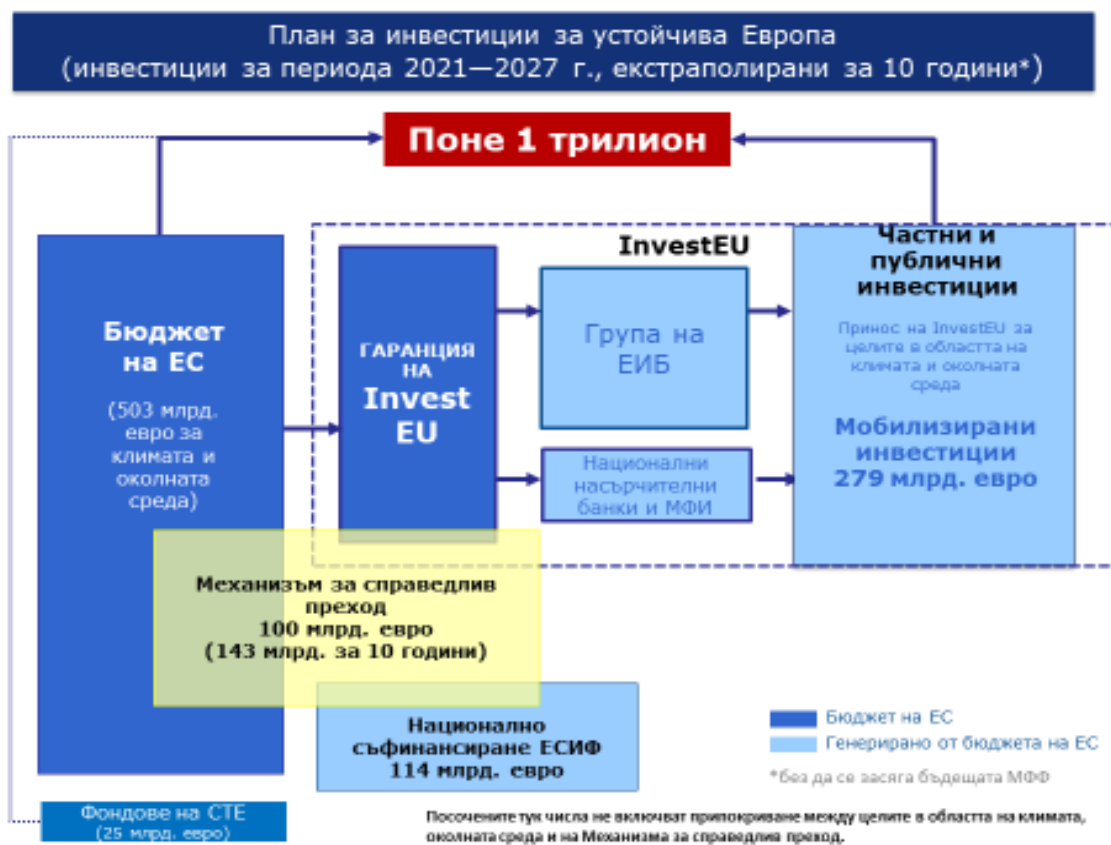 План за инвестиции за устойчива Европа
(инвестиции за периода 2021—2027 г., екстраполирани за 10 години*)
Поне 1 трилион
Бюджет
на ЕС
(503 млрд.
евро за
климата и
околната
среда)
InvestEU
ГАРАНЦИЯ
НА
Invest
EU
Група на
ЕИБ
Национални
насърчителни
банки и МФИ
Частни и
публични
инвестиции
Принос на InvestEU за
целите в областта на
климата и околната
среда
Мобилизирани
инвестиции
279 млрд. евро
Механизъм за справедлив
преход
100 млрд. евро
(143 млрд. за 10 години)
Национално
съфинансиране ЕСИФ
114 млрд. евро
Бюджет на ЕС
Генерирано от бюджета на ЕС
*без да се засяга бъдещата МФФ
Фондове на СТЕ
(25 млрд. евро)
Посочените тук числа не включват припокриване между целите в областта на климата,
околната среда и на Механизма за справедлив преход.